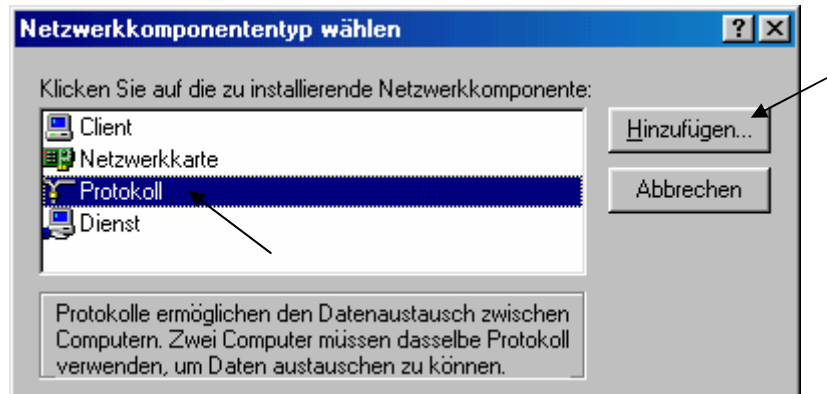 Netzwerkkomponententyp wählen
Klicken Sie auf die zu installierende Netzwerkkomponente:
Client
Netzwerkkarte
Protokoll
Dienst
Hinzufügen...
Abbrechen
Protokolle ermöglichen den Datenaustausch zwischen
Computern. Zwei Computer müssen dasselbe Protokoll
verwenden, um Daten austauschen zu können.